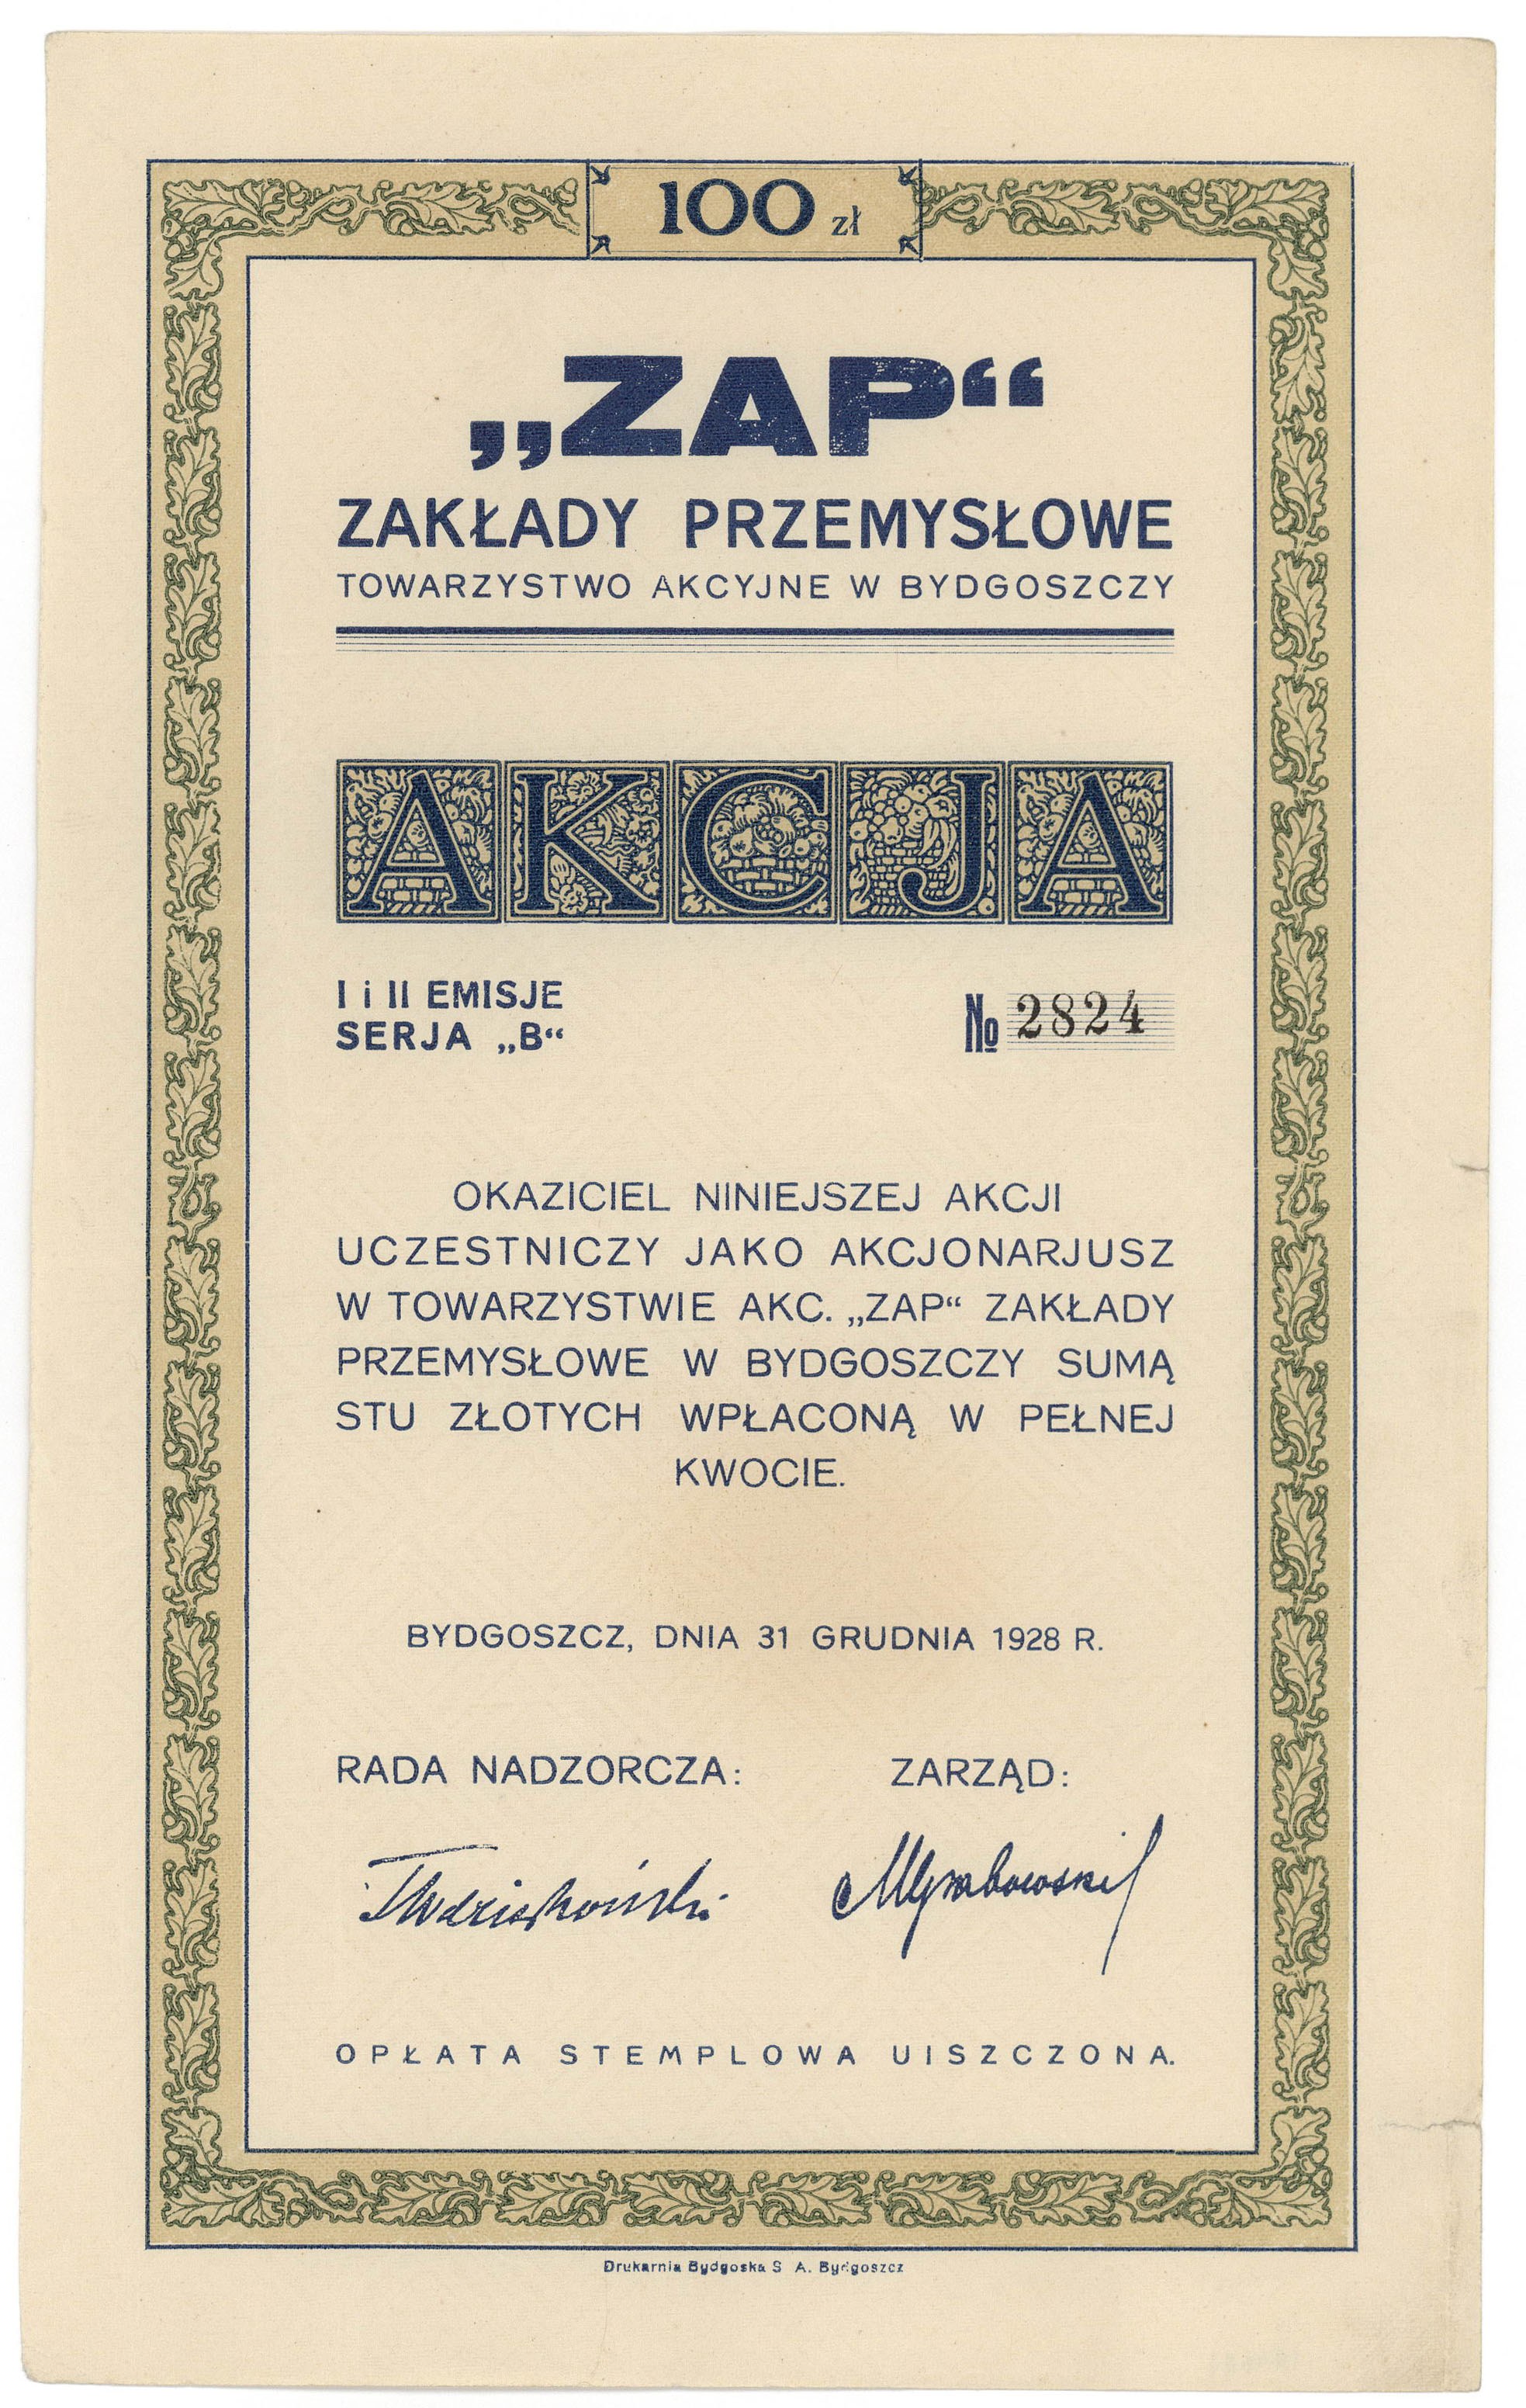 100 zł
„ZAP“
ZAKŁADY PRZEMYSŁOWE
TOWARZYSTWO AKCYJNE W BYDGOSZCZY
AKCJA
I i II EMISJE
SERJA „B“
№ 2824
OKAZICIEL NINIEJSZEJ AKCJI
UCZESTNICZY JAKO AKCJONARJUSZ
W TOWARZYSTWIE AKC. „ZAP“ ZAKŁADY
PRZEMYSŁOWE W BYDGOSZCZY SUMĄ
STU ZŁOTYCH WPŁACONĄ W PEŁNEJ
KWOCIE.
BYDGOSZCZ, DNIA 31 GRUDNIA 1928 R.
RADA NADZORCZA: ZARZĄD:
OPŁATA STEMPLOWA UISZCZONA.
Drukarnia Bydgoska S A. Bydgoszcz